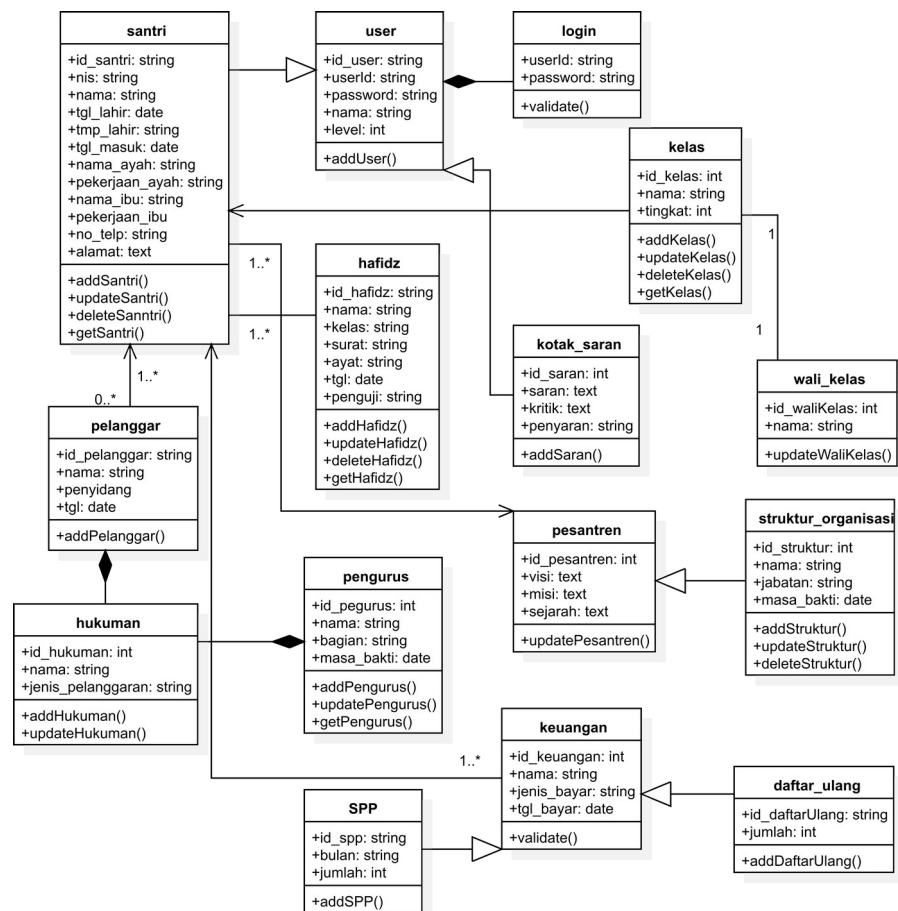 santri
+id_santri: string
+nis: string
+nama: string
+tgl_lahir: date
+tmp_lahir: string
+tgl_masuk: date
+nama_ayah: string
+pekerjaan_ayah: string
+nama_ibu: string
+pekerjaan_ibu
+no_telp: string
+alamat: text
+addSantri()
+updateSantri()
+deleteSanntri()
+getSantri()
user
+id_user: string
+userId: string
+password: string
+nama: string
+level: int
+addUser()
login
+userId: string
+password: string
+validate()
kelas
+id_kelas: int
+nama: string
+tingkat: int
+addKelas()
+updateKelas()
+deleteKelas()
+getKelas()
1
1
1..*
1..*
hafidz
+id_hafidz: string
+nama: string
+kelas: string
+surat: string
+ayat: string
+tgl: date
+penguji: string
+addHafidz()
+updateHafidz()
+deleteHafidz()
+getHafidz()
kotak_saran
+id_saran: int
+saran: text
+kritik: text
+penyaran: string
+addSaran()
wali_kelas
+id_waliKelas: int
+nama: string
+updateWaliKelas()
1..*
0..*
pelanggar
+id_pelanggar: string
+nama: string
+penyidang
+tgl: date
+addPelanggar()
pesantren
+id_pesantren: int
+visi: text
+misi: text
+sejarah: text
+updatePesantren()
struktur_organisasi
+id_struktur: int
+nama: string
+jabatan: string
+masa_bakti: date
+addStruktur()
+updateStruktur()
+deleteStruktur()
hukuman
+id_hukuman: int
+nama: string
+jenis_pelanggaran: string
+addHukuman()
+updateHukuman()
pengurus
+id_pegurus: int
+nama: string
+bagian: string
+masa_bakti: date
+addPengurus()
+updatePengurus()
+getPengurus()
1..*
keuangan
+id_keuangan: int
+nama: string
+jenis_bayar: string
+tgl_bayar: date
+validate()
daftar_ulang
+id_daftarUlang: string
+jumlah: int
+addDaftarUlang()
SPP
+id_spp: string
+bulan: string
+jumlah: int
+addSPP()